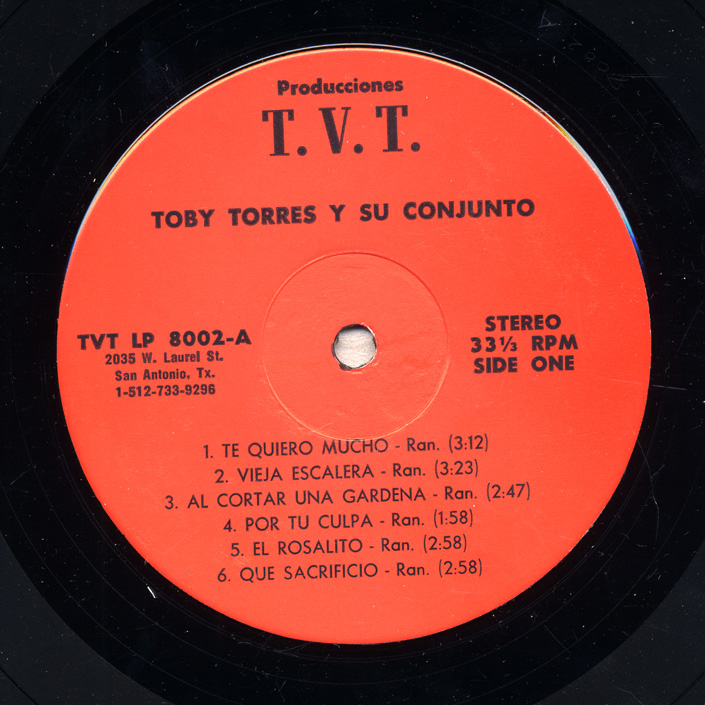 Producciones
T.V.T.
TOBY TORRES Y SU CONJUNTO
TVT LP 8002-A
2035 W. Laurel St.
San Antonio, Tx.
1-512-733-9296
STEREO
33⅓ RPM
SIDE ONE
1. TE QUIERO MUCHO - Ran. (3:12)
2. VIEJA ESCALERA - Ran. (3:23)
3. AL CORTAR UNA GARDENA - Ran. (2:47)
4. POR TU CULPA - Ran. (1:58)
5. EL ROSALITO - Ran. (2:58)
6. QUE SACRIFICIO - Ran. (2:58)